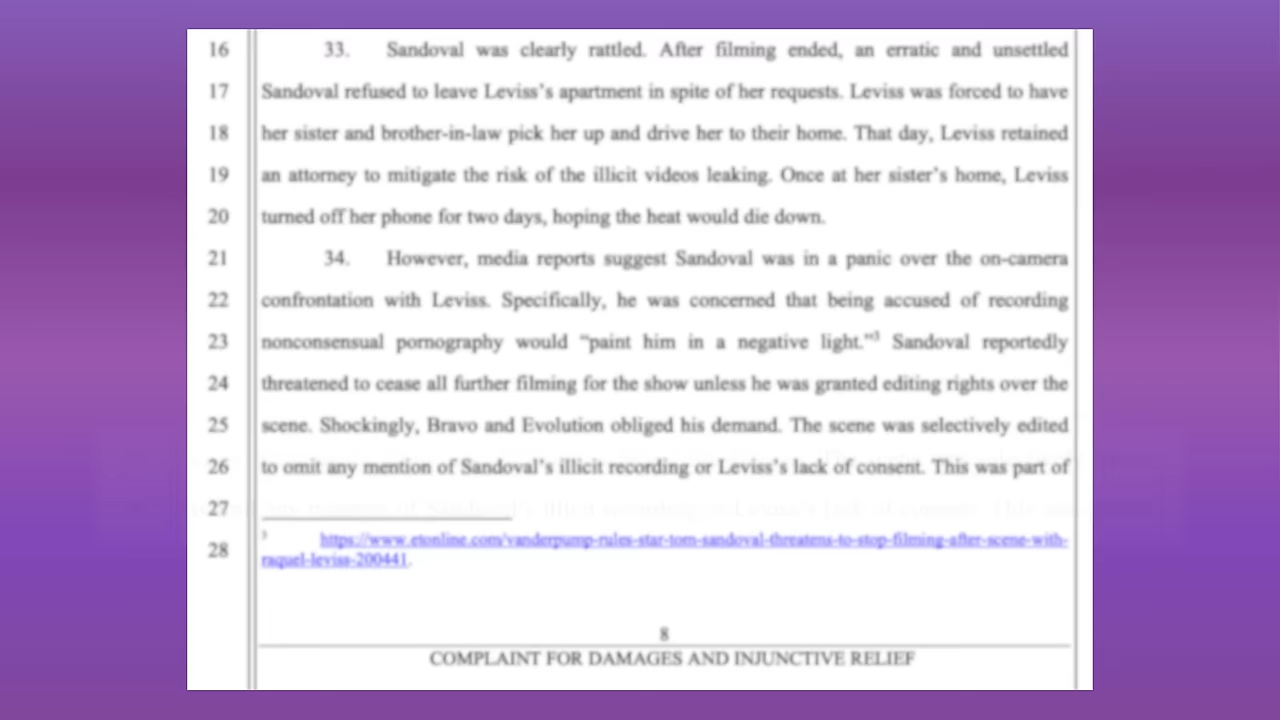 16 33. Sandoval was clearly rattled. After filming ended, an erratic and unsettled
17 Sandoval refused to leave Leviss's apartment in spite of her requests. Leviss was forced to have
18 her sister and brother-in-law pick her up and drive her to their home. That day, Leviss retained
19 an attorney to mitigate the risk of the illicit videos leaking. Once at her sister's home, Leviss
20 turned off her phone for two days, hoping the heat would die down.
21 34. However, media reports suggest Sandoval was in a panic over the on-camera
22 confrontation with Leviss. Specifically, he was concerned that being accused of recording
23 nonconsensual pornography would “paint him in a negative light.”3 Sandoval reportedly
24 threatened to cease all further filming for the show unless he was granted editing rights over the
25 scene. Shockingly, Bravo and Evolution obliged his demand. The scene was selectively edited
26 to omit any mention of Sandoval's illicit recording or Leviss's lack of consent. This was part of
27
28 3 https://www.etonline.com/vanderpump-rules-star-tom-sandoval-threatens-to-stop-filming-after-scene-with-
raquel-leviss-200441.
8
COMPLAINT FOR DAMAGES AND INJUNCTIVE RELIEF